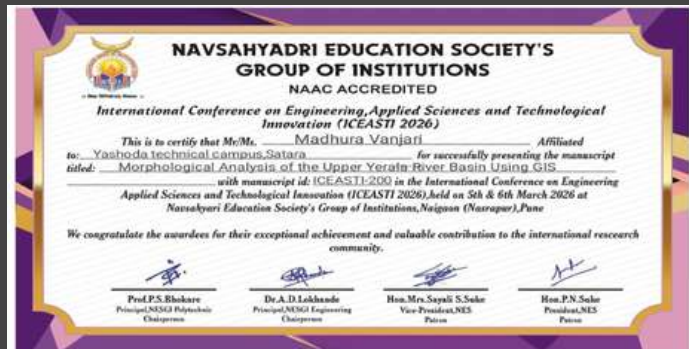 NAVSAHYADRI EDUCATION SOCIETY'S
GROUP OF INSTITUTIONS
NAAC ACCREDITED
International Conference on Engineering,Applied Sciences and Technological
Innovation (ICEASTI 2026)
This is to certify that Mr/Ms. Madhura Vanjari Affiliated
to: Yashoda technical campus,Satara for successfully presenting the manuscript
titled: Morphological Analysis of the Upper Yerala River Basin Using GIS
with manuscript id: ICEASTI-200 in the International Conference on Engineering
Applied Sciences and Technological Innovation (ICEASTI 2026),held on 5th & 6th March 2026 at
Navsahyari Education Society's Group of Institutions,Naigaon (Nasrapur),Pune
We congratulate the awardees for their exceptional achievement and valuable contribution to the international research
community.
Prof.P.S.Bhokare
Principal,NESGI Polytechnic
Chairperson
Dr.A.D.Lokhande
Principal,NESGI Engineering
Chairperson
Hon.Mrs.Sayali S.Suke
Vice-President,NES
Patron
Hon.P.N.Suke
President,NES
Patron